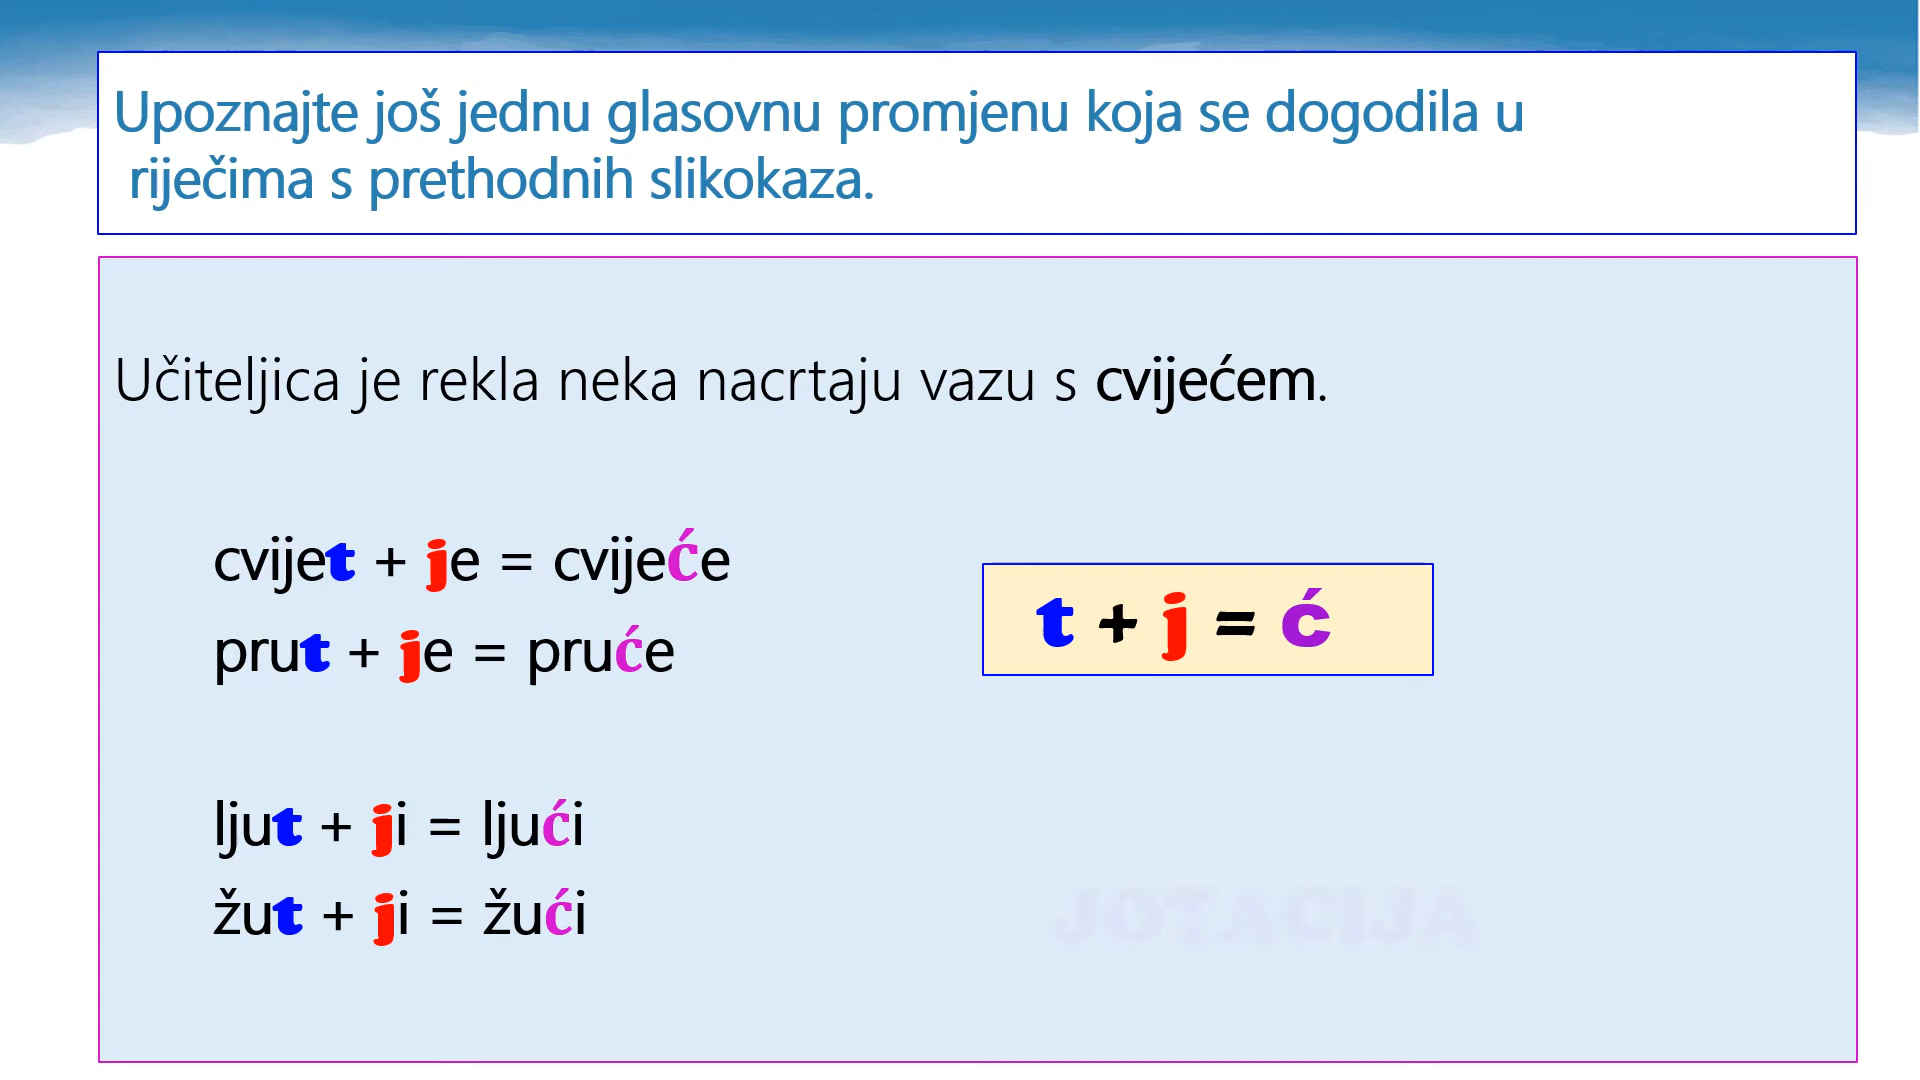 Upoznajte još jednu glasovnu promjenu koja se dogodila u
riječima s prethodnih slikokaza.
Učiteljica je rekla neka nacrtaju vazu s cvijećem.
cvijet + je = cvijeće
prut + je = pruće
t + j = ć
ljut + ji = ljući
žut + ji = žući
JOTACIJA